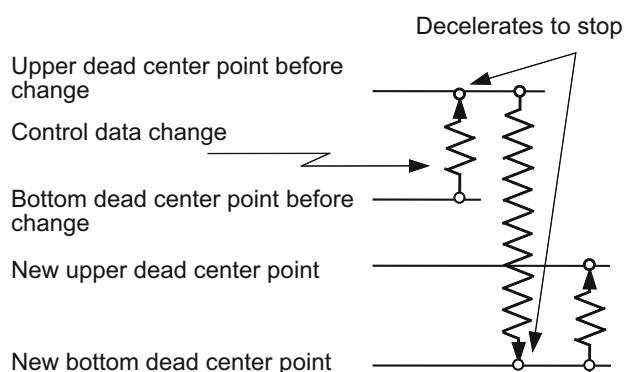 Decelerates to stop
Upper dead center point before
change
Control data change
Bottom dead center point before
change
New upper dead center point
New bottom dead center point